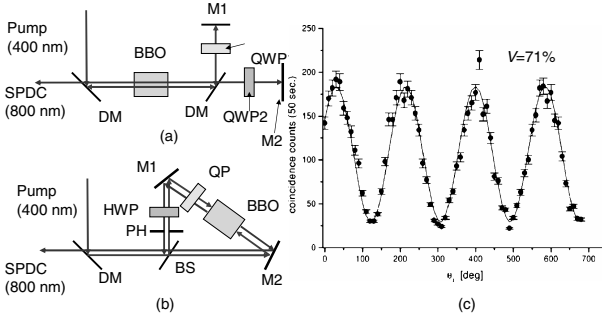 M1
Pump
(400 nm)
BBO
QWP
SPDC
(800 nm)
DM
DM
QWP2
M2
(a)
M1
QP
Pump
(400 nm)
HWP
BBO
PH
SPDC
(800 nm)
DM
BS
M2
(b)
V=71%
coincidence counts (50 sec.)
250
200
150
100
50
0
0 100 200 300 400 500 600 700
[deg]
(c)